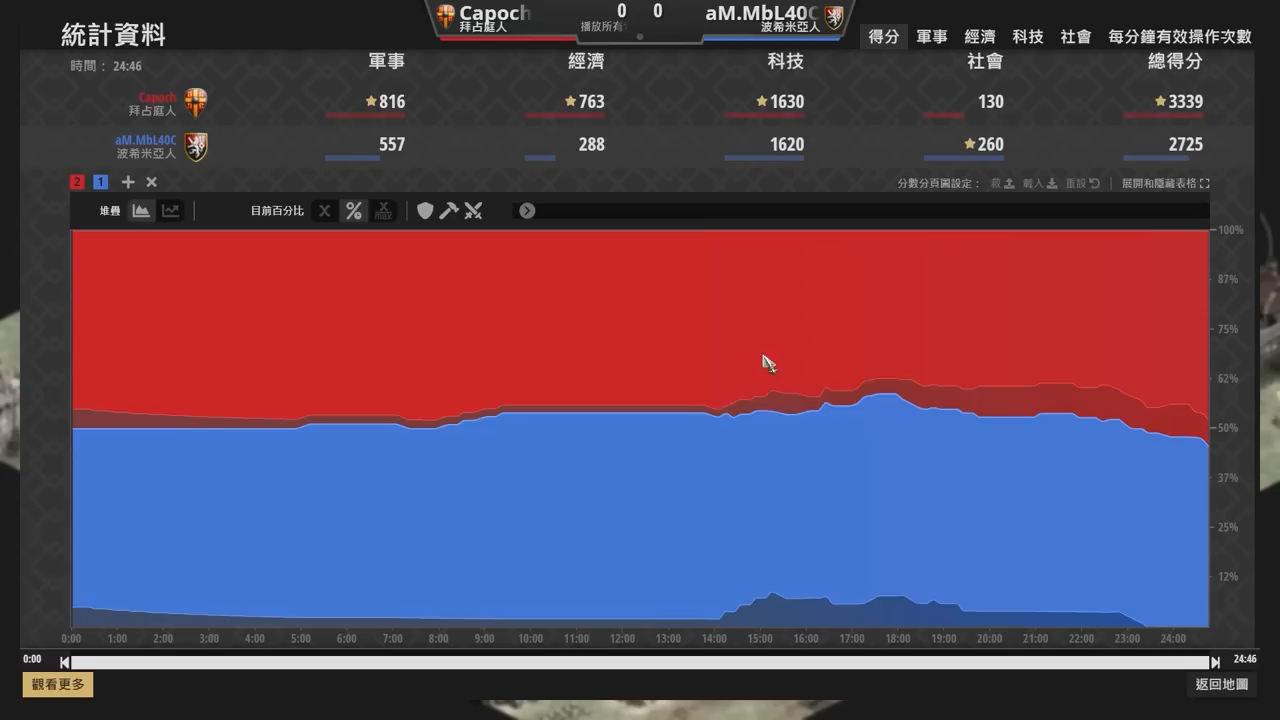 Capoch 0 0 aM.MbL40C
拜占庭人 播放所有 波希米亞人
統計資料
得分 軍事 經濟 科技 社會 每分鐘有效操作次數
時間： 24:46 軍事 經濟 科技 社會 總得分
Capoch
拜占庭人 816 763 1630 130 3339
aM.MbL40C
波希米亞人 557 288 1620 260 2725
2 1 分數分頁圖設定： 載入 重設 展開和隱藏表格
堆疊 目前百分比 X % X/MAX
100%
87%
75%
62%
50%
37%
25%
12%
0:00 1:00 2:00 3:00 4:00 5:00 6:00 7:00 8:00 9:00 10:00 11:00 12:00 13:00 14:00 15:00 16:00 17:00 18:00 19:00 20:00 21:00 22:00 23:00 24:00
0:00 24:46
觀看更多 返回地圖